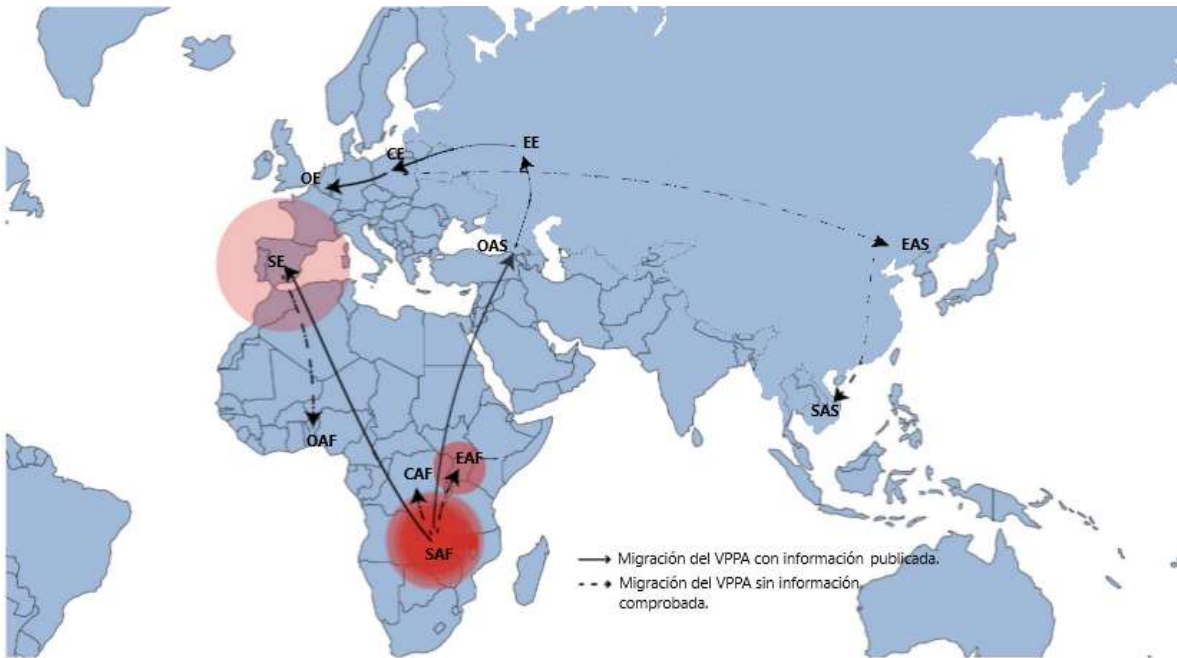 EE
CE
OE
OAS
EAS
SE
SAS
OAF
CAF
EAF
SAF
Migración del VPPA con información publicada.
Migración del VPPA sin información
comprobada.